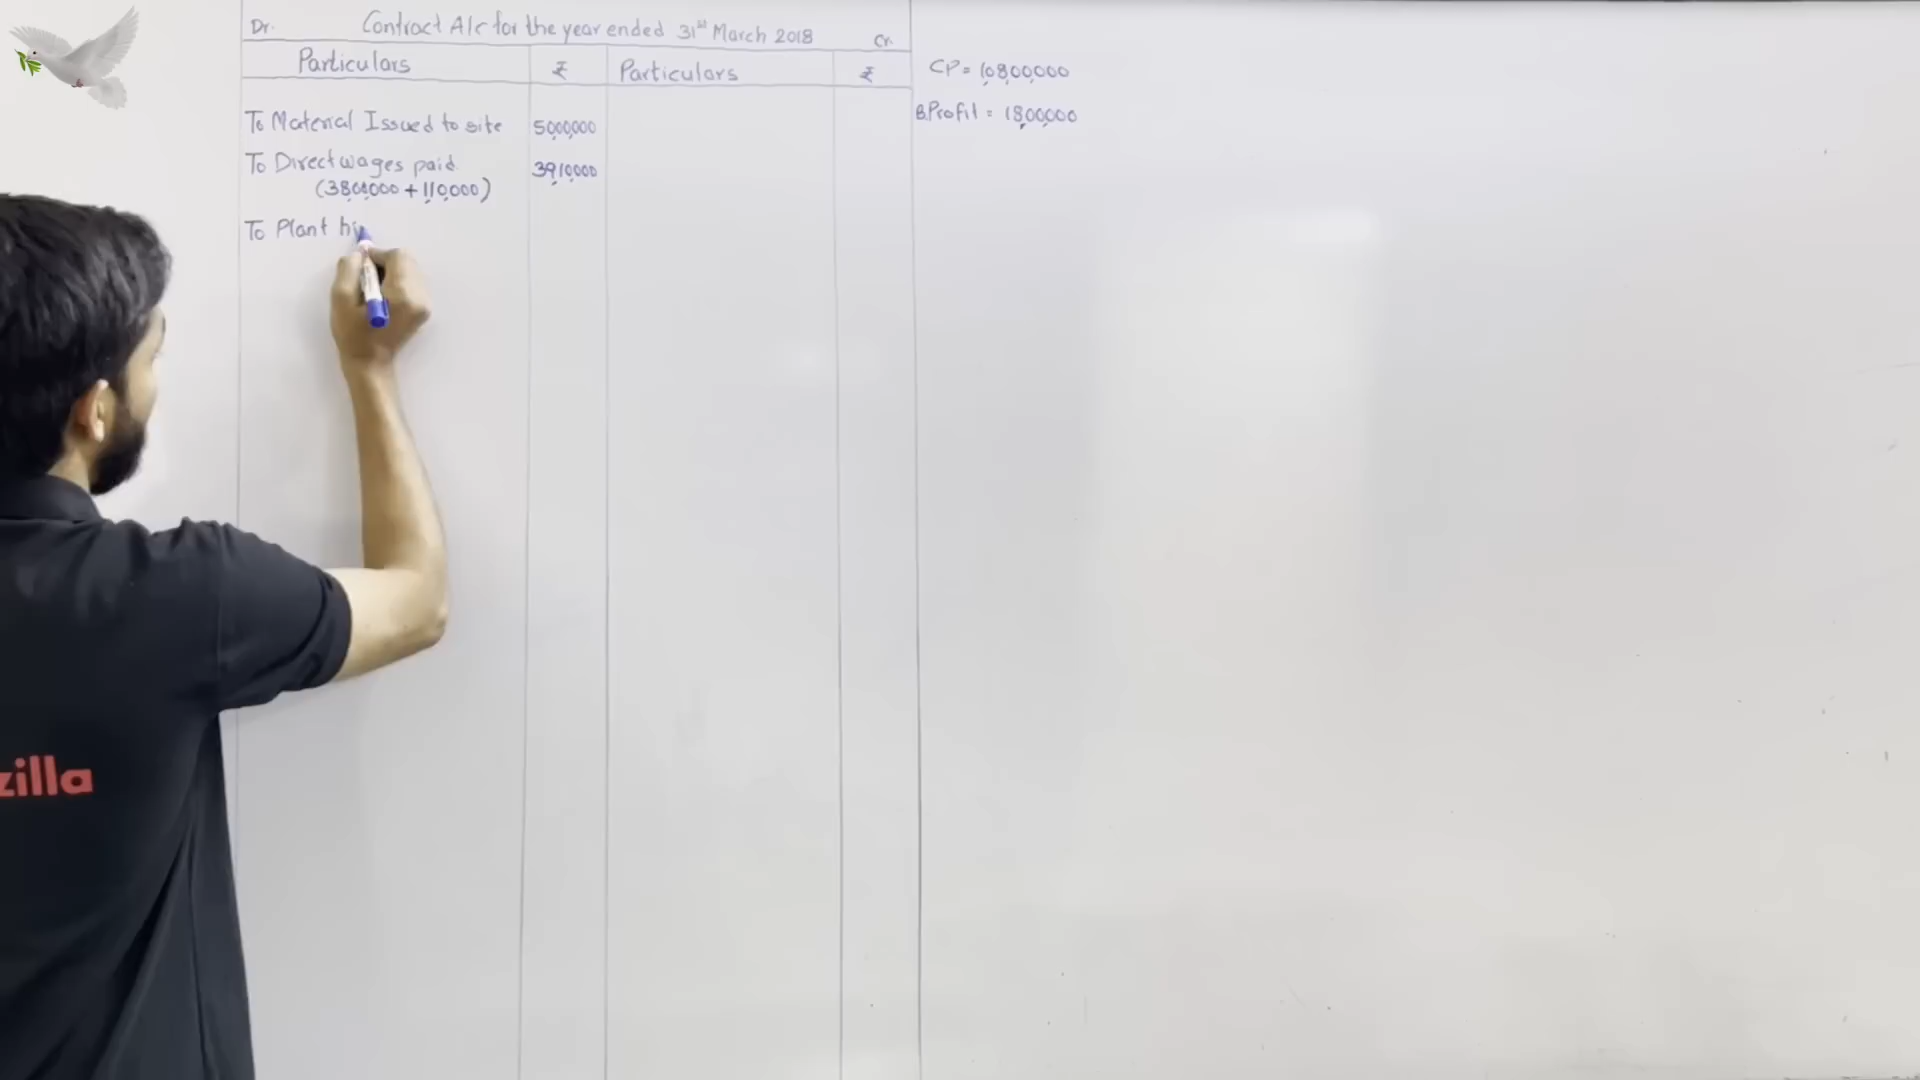 Dr. Contract A/c for the year ended 31st March 2018 Cr.
Particulars ₹ Particulars ₹
CP = 10800000
B.Profit = 1800000
To Material Issued to site 5000000
To Direct wages paid. 3910000
(3800000 + 110000)
To Plant hi
zilla